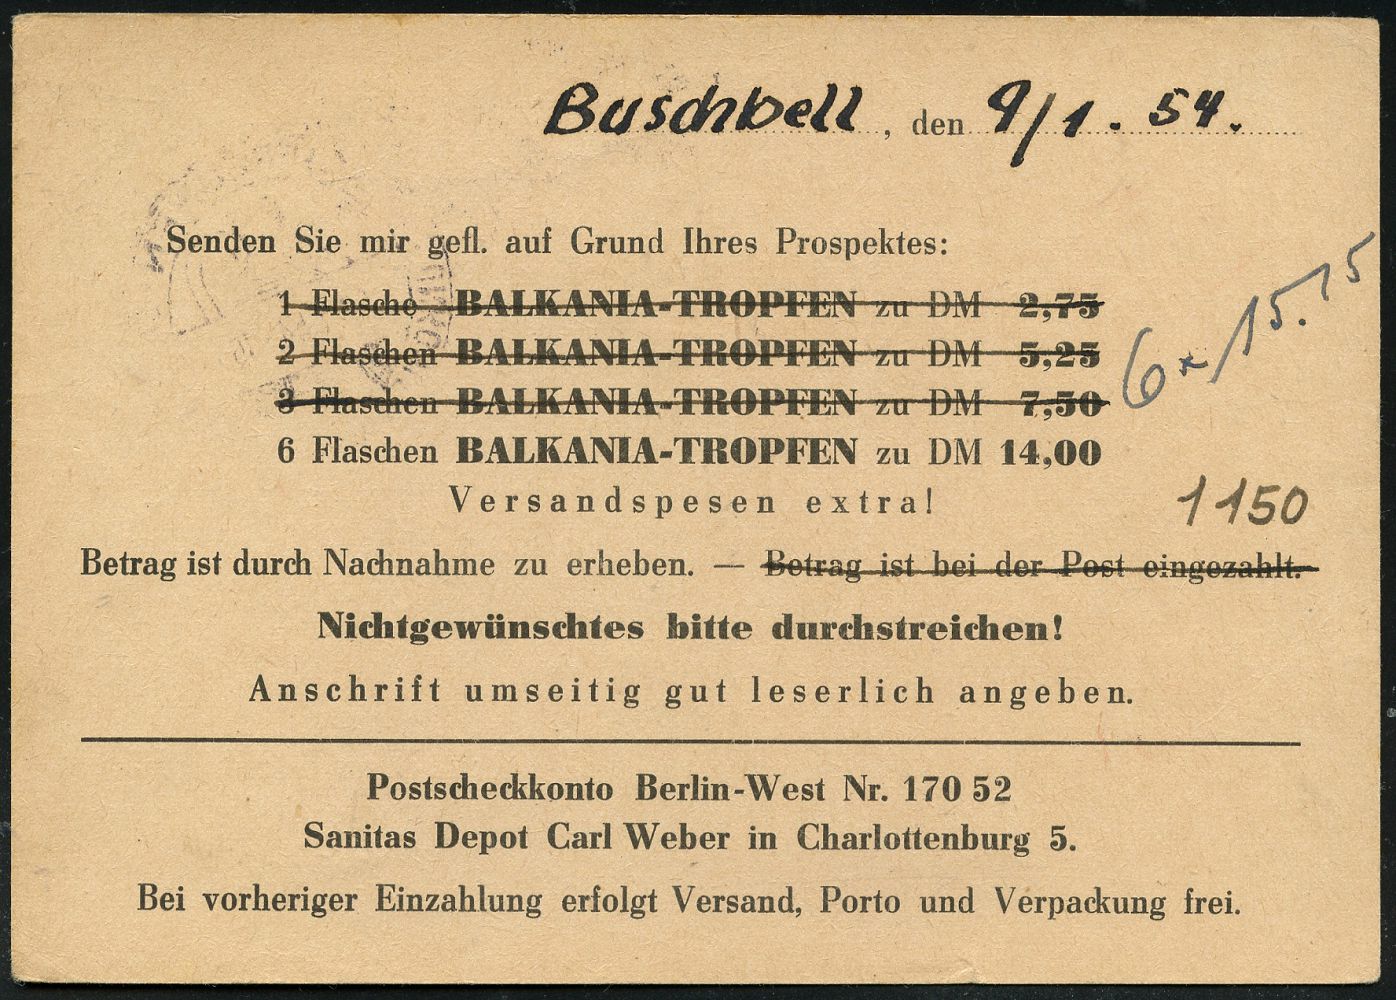 Buschbell, den 9/1. 54.
Senden Sie mir gefl. auf Grund Ihres Prospektes:
1 Flasche BALKANIA-TROPFEN zu DM 2,75
2 Flaschen BALKANIA-TROPFEN zu DM 5,25
3 Flaschen BALKANIA-TROPFEN zu DM 7,50
6 x 15.15
6 Flaschen BALKANIA-TROPFEN zu DM 14,00
Versandspesen extra!
1150
Betrag ist durch Nachnahme zu erheben. — Betrag ist bei der Post eingezahlt.
Nichtgewünschtes bitte durchstreichen!
Anschrift umseitig gut leserlich angeben.
Postscheckkonto Berlin-West Nr. 170 52
Sanitas Depot Carl Weber in Charlottenburg 5.
Bei vorheriger Einzahlung erfolgt Versand, Porto und Verpackung frei.